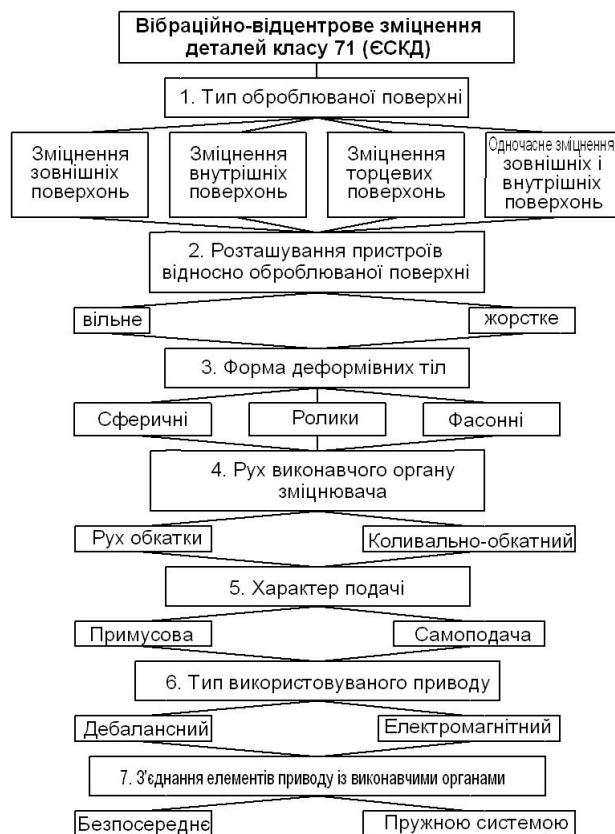 Вібраційно-відцентрове зміцнення
деталей класу 71 (ЄСКД)
1. Тип оброблюваної поверхні
Зміцнення
зовнішніх
поверхонь
Зміцнення
внутрішніх
поверхонь
Зміцнення
торцевих
поверхонь
Одночасне зміцнення
зовнішніх і
внутрішніх
поверхонь
2. Розташування пристроїв
відносно оброблюваної поверхні
вільне
жорстке
3. Форма деформівних тіл
Сферичні
Ролики
Фасонні
4. Рух виконавчого органу
зміцнювача
Рух обкатки
Коливально-обкатний
5. Характер подачі
Примусова
Самоподача
6. Тип використовуваного приводу
Дебалансний
Електромагнітний
7. З'єднання елементів приводу із виконавчими органами
Безпосереднє
Пружною системою